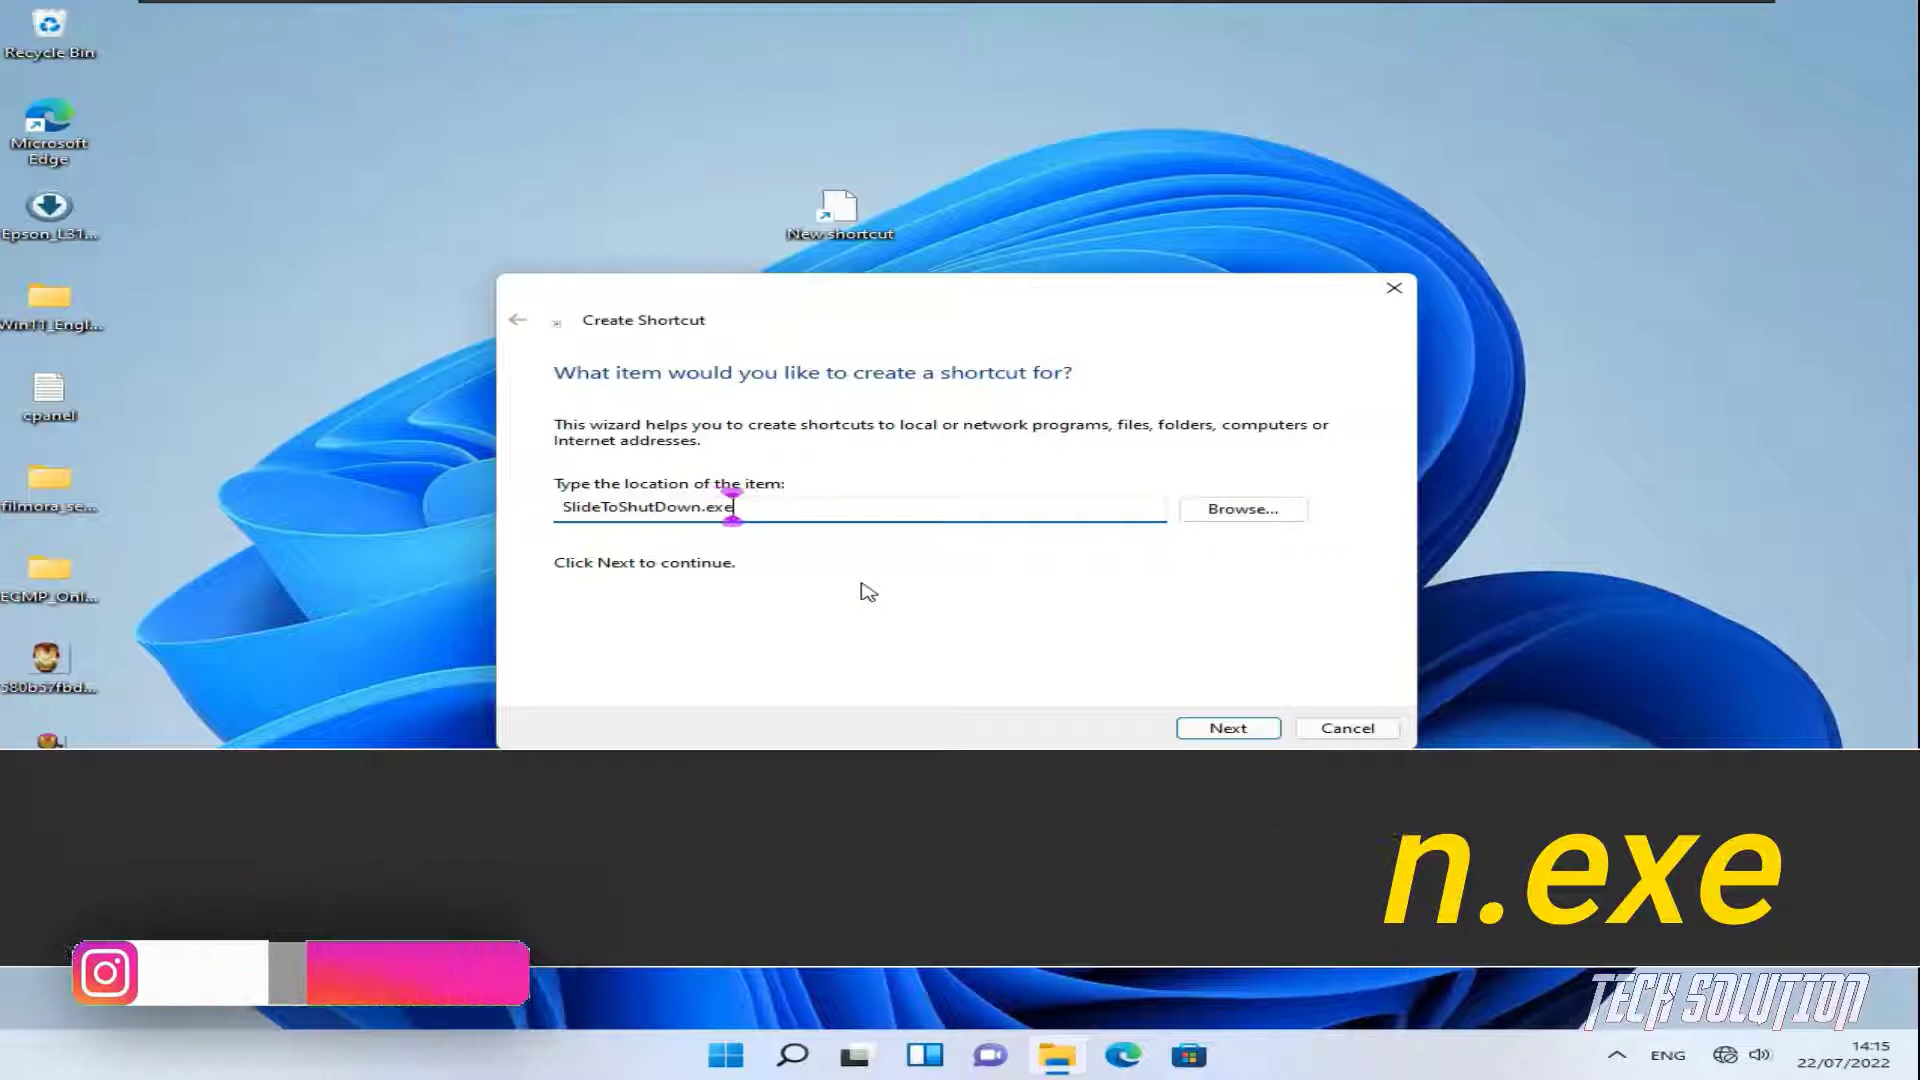 Recycle Bin
Microsoft
Edge
Epson_L31...
Win11_Engl...
cpanel
filmora_se...
EGMP_Onl...
580b57fbd...
New shortcut
Create Shortcut
What item would you like to create a shortcut for?
This wizard helps you to create shortcuts to local or network programs, files, folders, computers or
Internet addresses.
Type the location of the item:
SlideToShutDown.exe
Browse...
Click Next to continue.
Next
Cancel
n.exe
TECH SOLUTION
ENG
14:15
22/07/2022